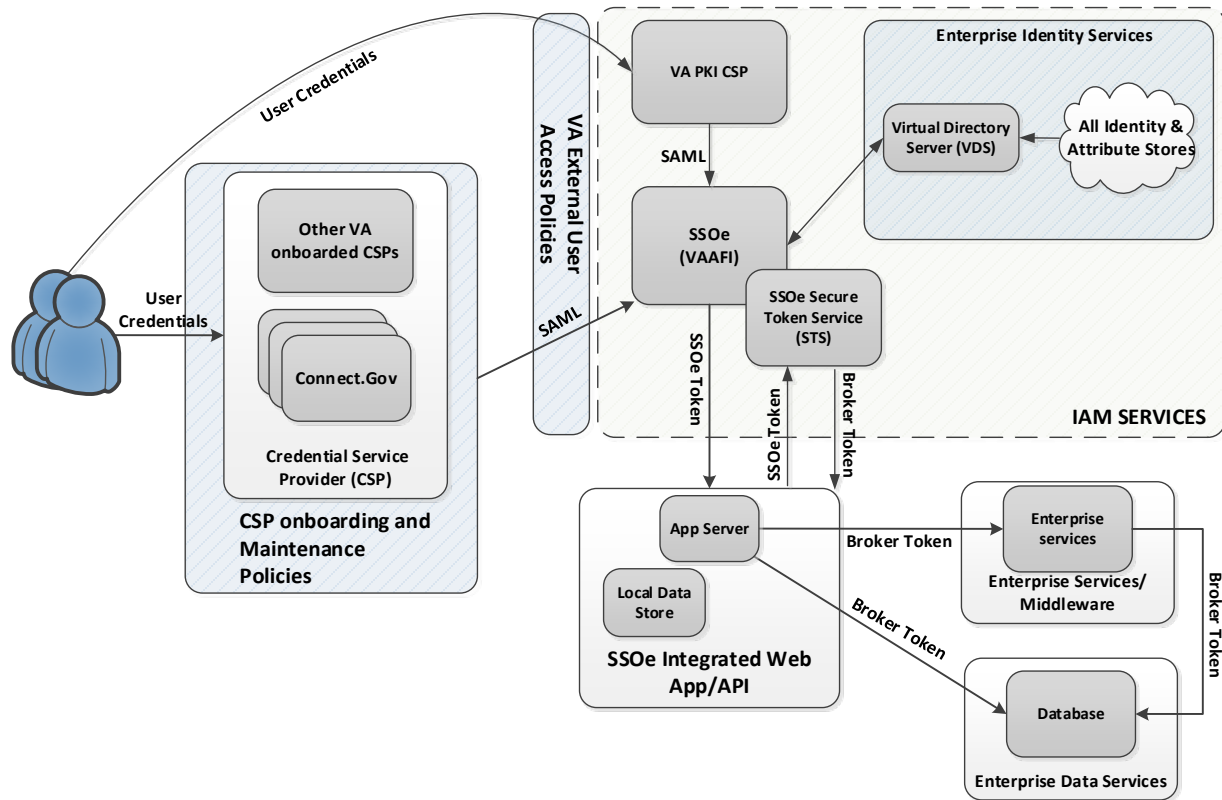 User Credentials
VA External User
Access Policies
VA PKI CSP
Enterprise Identity Services
Virtual Directory
Server (VDS)
All Identity &
Attribute Stores
SAML
SSOe
(VAAFI)
SSOe Secure
Token Service
(STS)
Other VA
onboarded CSPs
Connect.Gov
Credential Service
Provider (CSP)
CSP onboarding and
Maintenance
Policies
User
Credentials
SAML
SSOe Token
SSOe Token
Broker Token
IAM SERVICES
App Server
Local Data
Store
SSOe Integrated Web
App/API
Broker Token
Broker Token
Enterprise
services
Enterprise Services/
Middleware
Broker
Token
Database
Enterprise Data Services